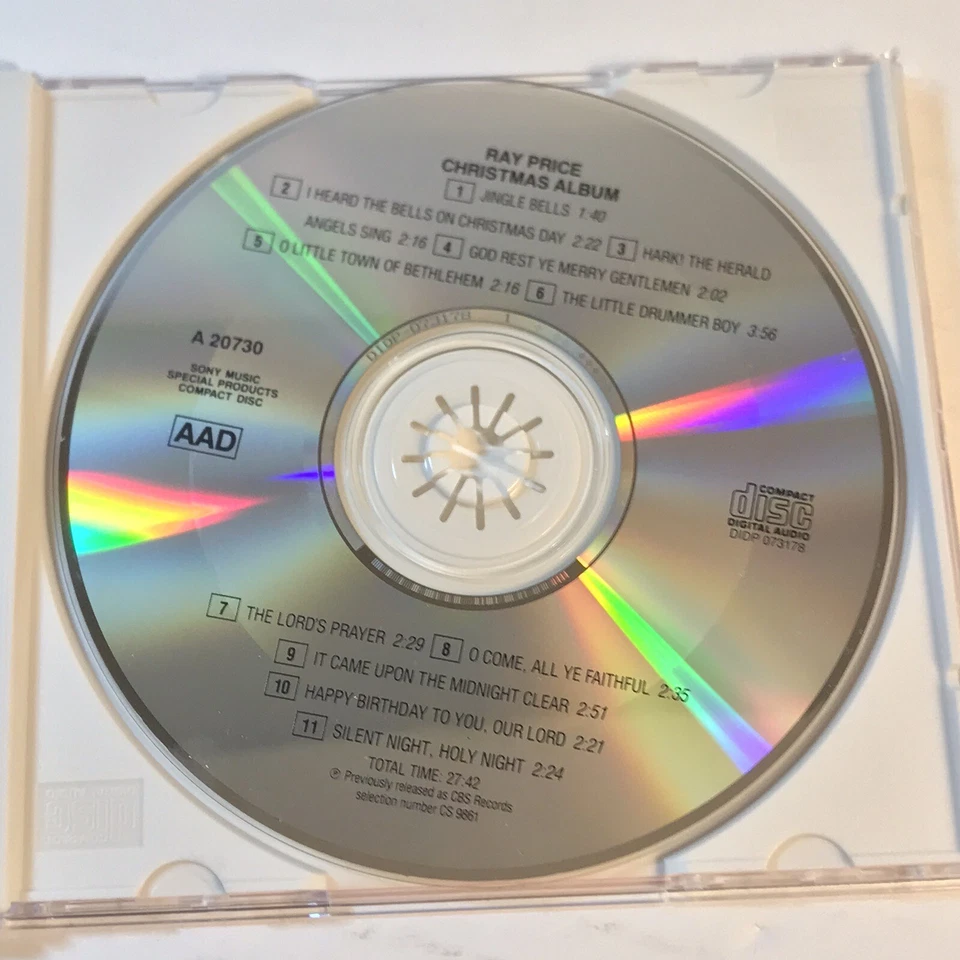 RAY PRICE
CHRISTMAS ALBUM
1 JINGLE BELLS 1:40
2 I HEARD THE BELLS ON CHRISTMAS DAY 2:22 3 HARK! THE HERALD
ANGELS SING 2:16 4 GOD REST YE MERRY GENTLEMEN 2:02
5 O LITTLE TOWN OF BETHLEHEM 2:16 6 THE LITTLE DRUMMER BOY 3:56
DIDP-073178 1
A 20730
SONY MUSIC
SPECIAL PRODUCTS
COMPACT DISC
AAD
COMPACT
disc
DIGITAL AUDIO
DIDP 073178
7 THE LORD'S PRAYER 2:29 8 O COME, ALL YE FAITHFUL 2:35
9 IT CAME UPON THE MIDNIGHT CLEAR 2:51
10 HAPPY BIRTHDAY TO YOU, OUR LORD 2:21
11 SILENT NIGHT, HOLY NIGHT 2:24
TOTAL TIME: 27:42
℗ Previously released as CBS Records
selection number CS 9861